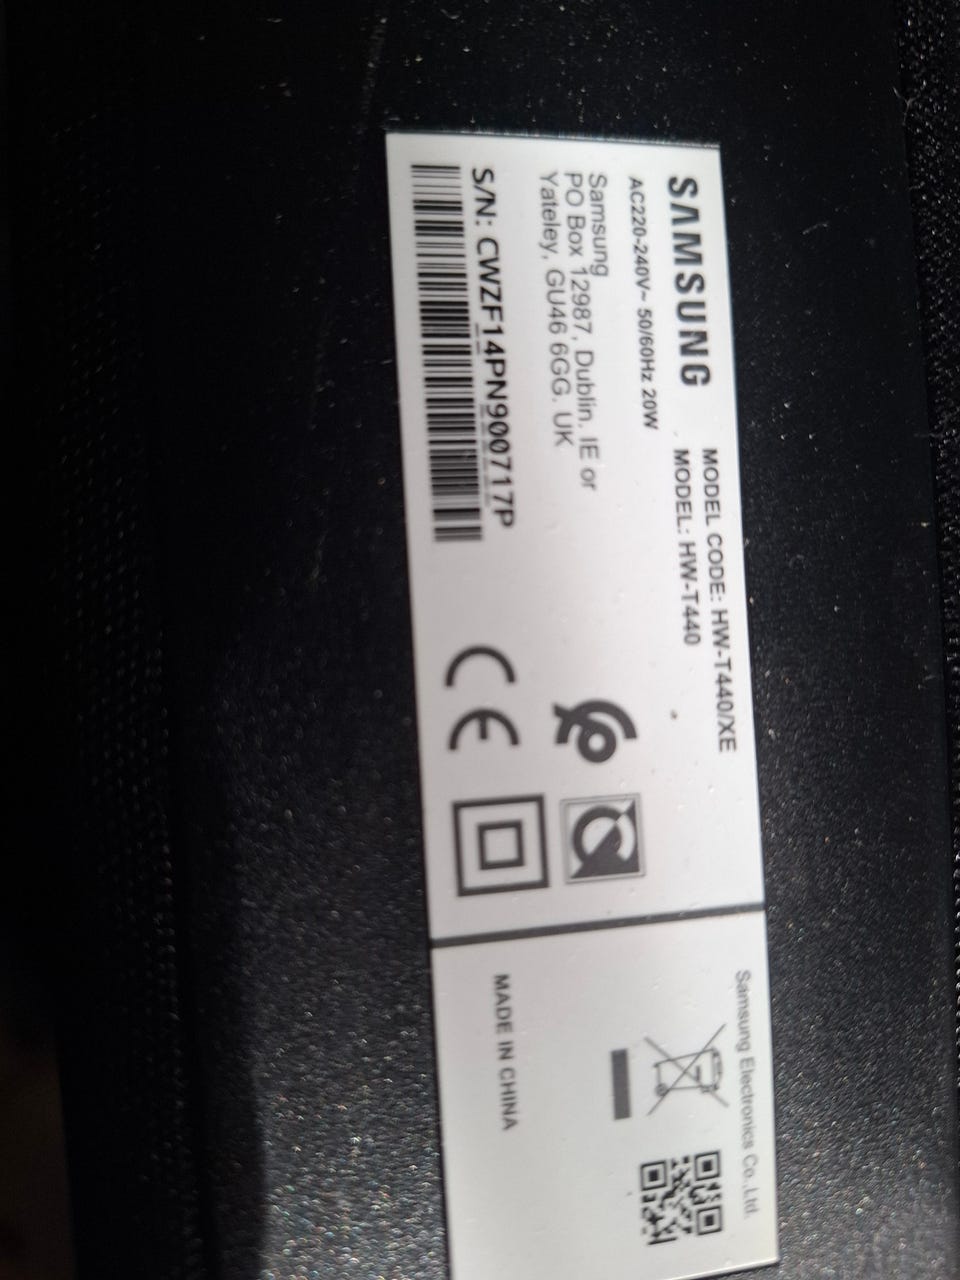 SAMSUNG
AC220-240V~ 50/60Hz 20W
MODEL CODE: HW-T440/XE
MODEL: HW-T440
Samsung
PO Box 12987, Dublin. IE or
Yateley, GU46 6GG. UK
S/N: CWZF14PN900717P
CE
Samsung Electronics Co.,Ltd.
MADE IN CHINA